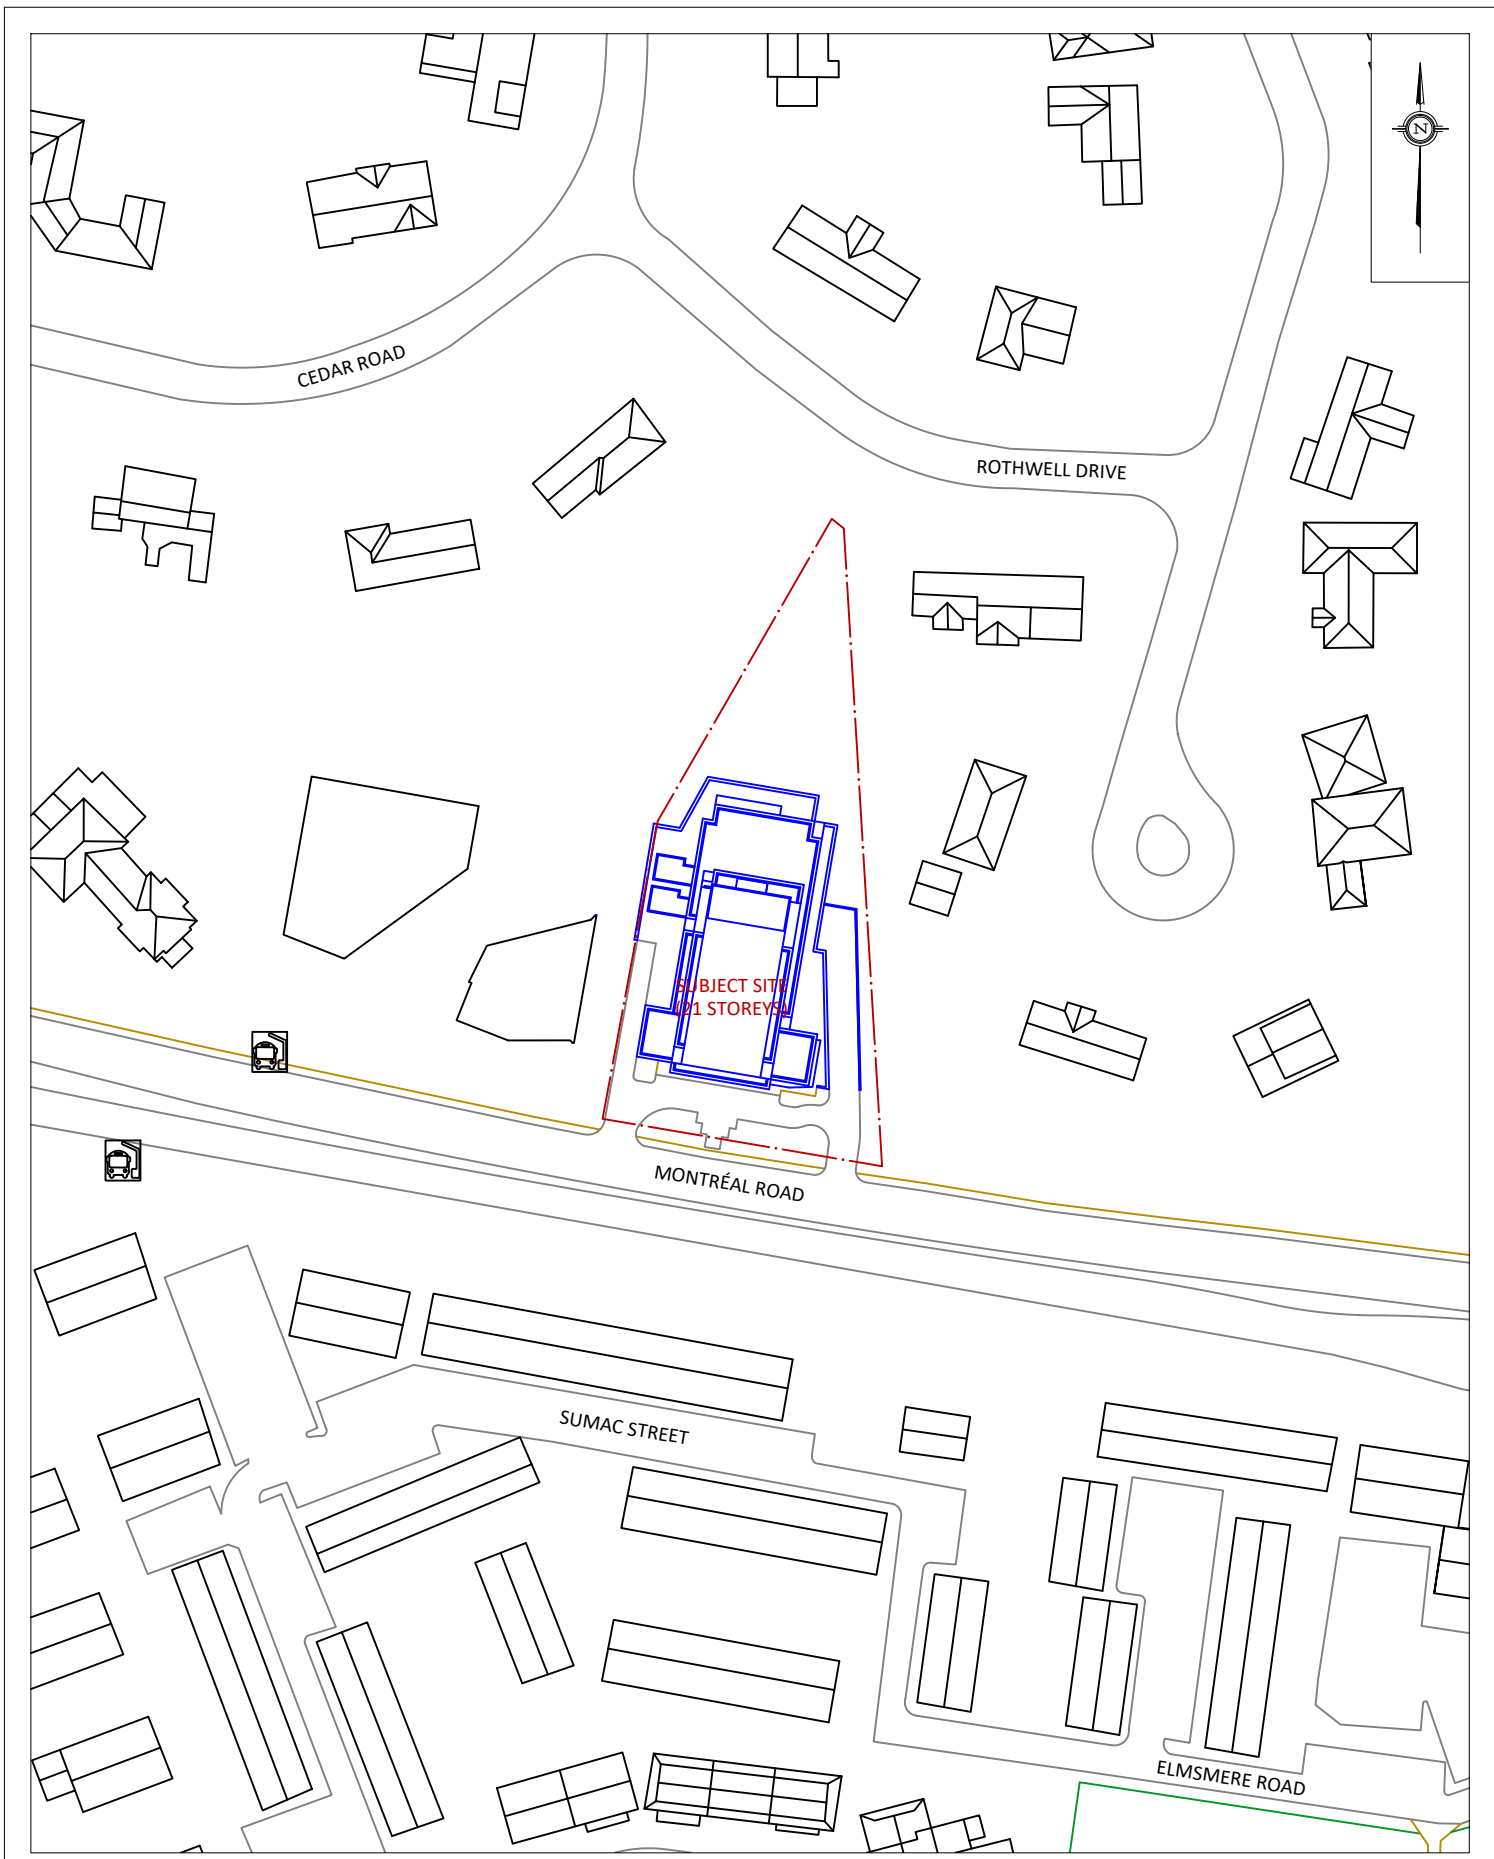 N
CEDAR ROAD
ROTHWELL DRIVE
SUBJECT SITE
(21 STOREYS)
MONTRÉAL ROAD
SUMAC STREET
ELMSMERE ROAD